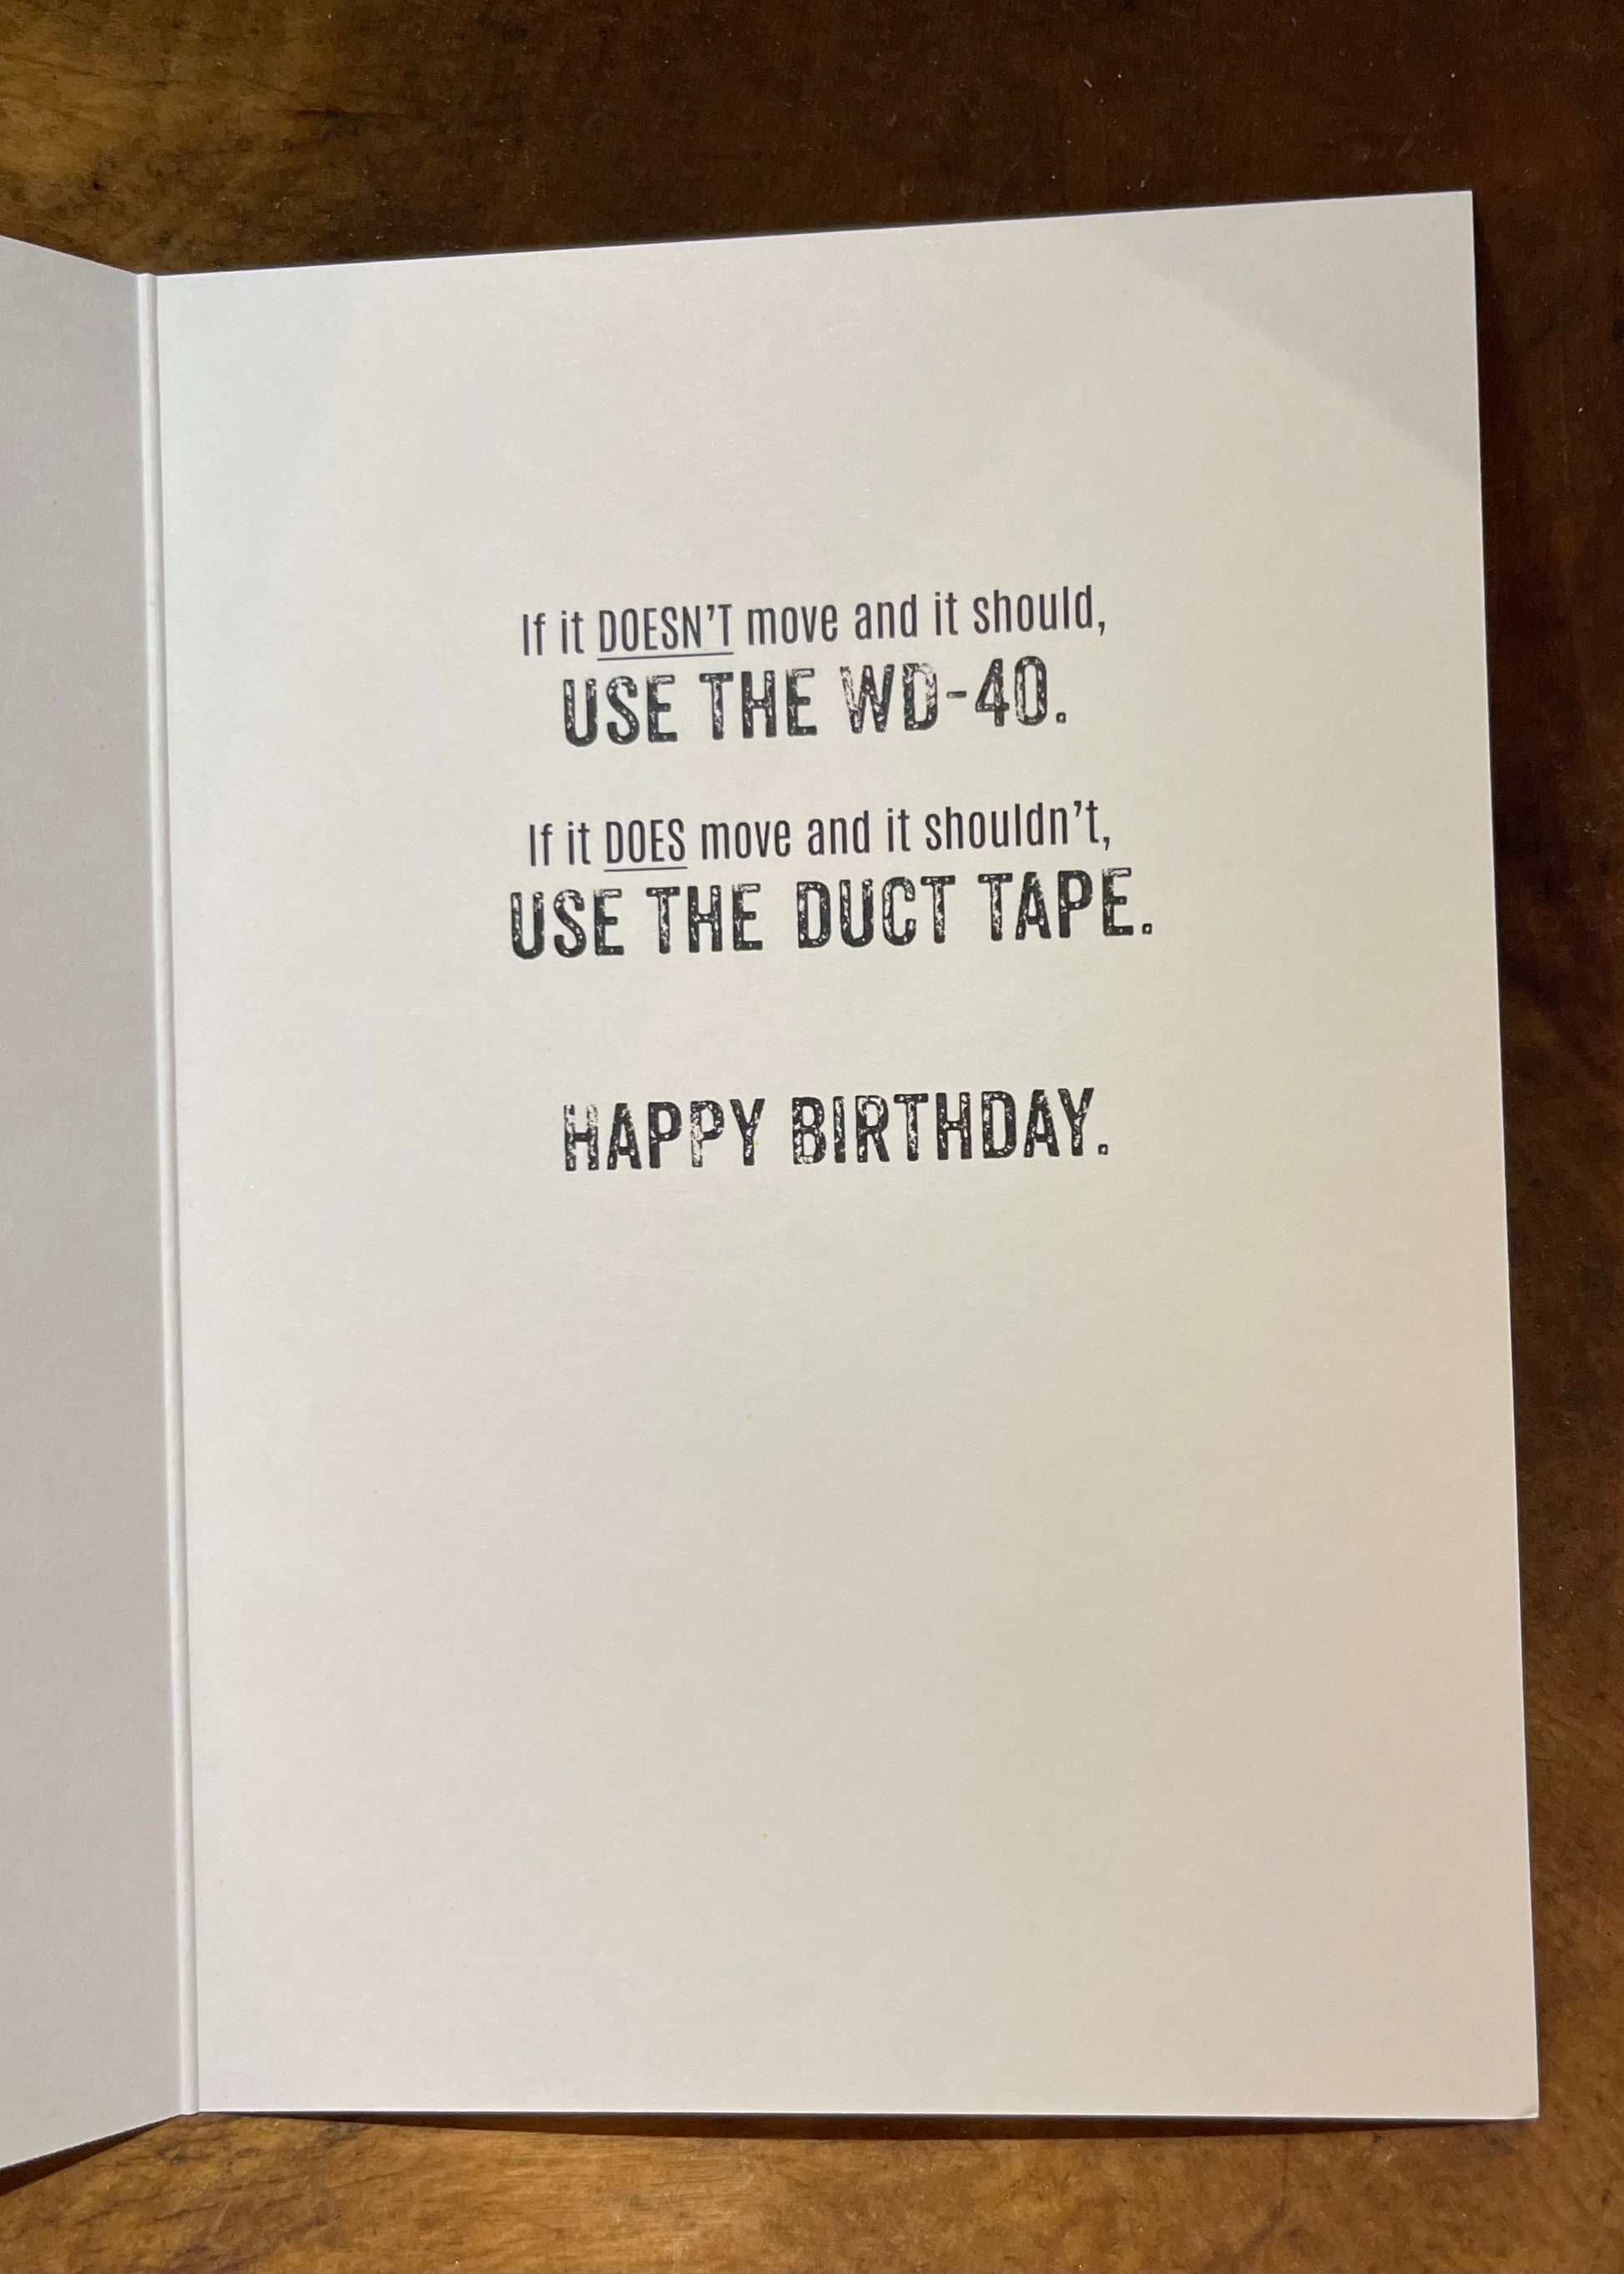 If it DOESN'T move and it should,
USE THE WD-40.
If it DOES move and it shouldn't,
USE THE DUCT TAPE.
HAPPY BIRTHDAY.